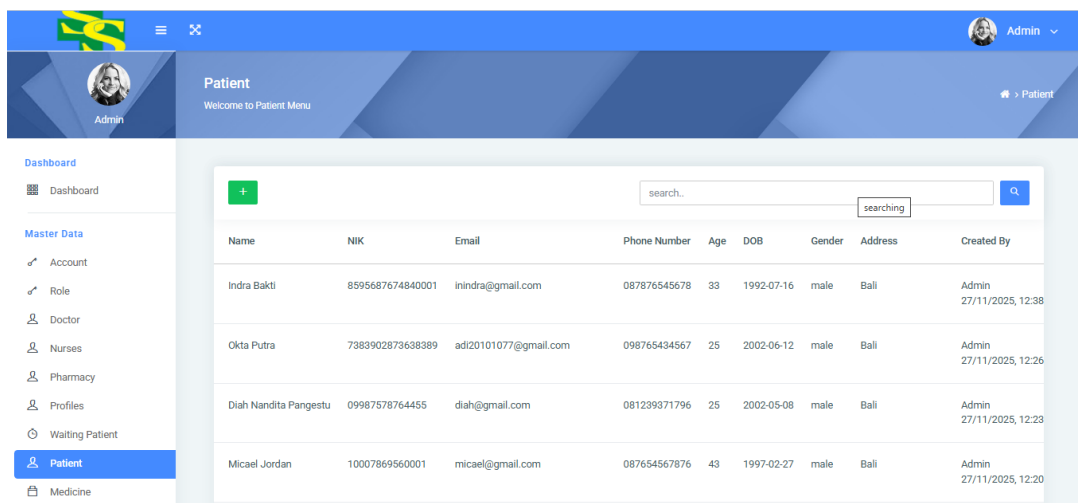 Admin
Patient
Welcome to Patient Menu
> Patient
Admin
Dashboard
Dashboard
Master Data
Account
Role
Doctor
Nurses
Pharmacy
Profiles
Waiting Patient
Patient
Medicine
+
search..
searching
Name NIK Email Phone Number Age DOB Gender Address Created By
Indra Bakti 8595687674840001 inindra@gmail.com 087876545678 33 1992-07-16 male Bali Admin
27/11/2025, 12:38
Okta Putra 7383902873638389 adi20101077@gmail.com 098765434567 25 2002-06-12 male Bali Admin
27/11/2025, 12:26
Diah Nandita Pangestu 09987578764455 diah@gmail.com 081239371796 25 2002-05-08 male Bali Admin
27/11/2025, 12:23
Micael Jordan 10007869560001 micael@gmail.com 087654567876 43 1997-02-27 male Bali Admin
27/11/2025, 12:20